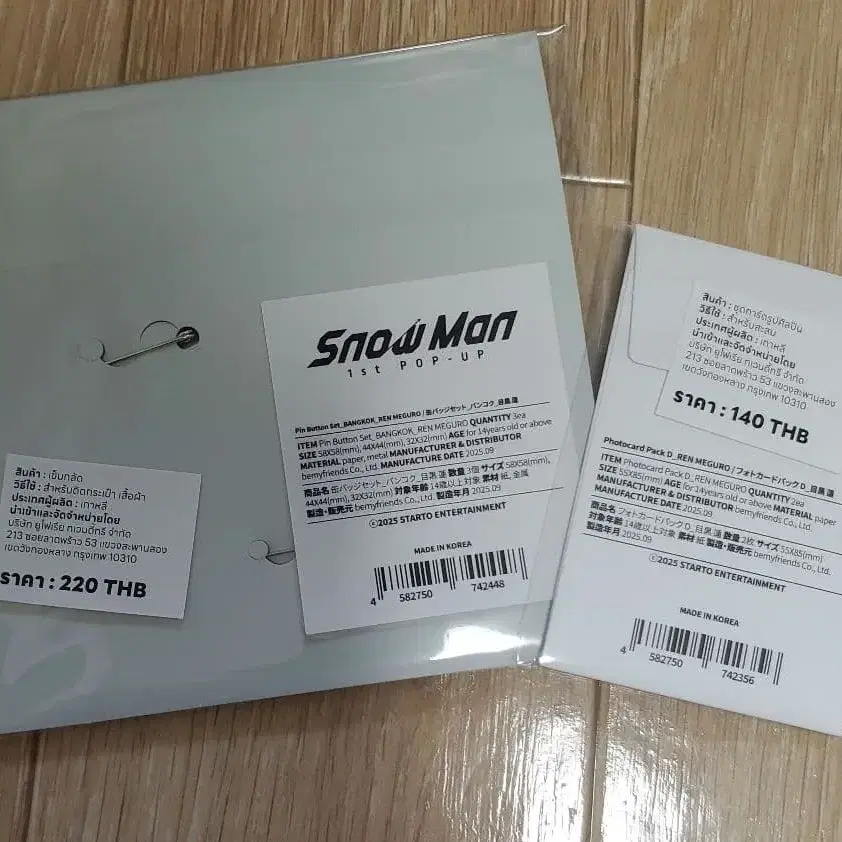 Snow Man
1st POP-UP
Pin Button Set_BANGKOK_REN MEGURO / 缶バッジセット_バンコク_目黒 蓮
ITEM Pin Button Set_BANGKOK_REN MEGURO QUANTITY 3ea
SIZE 58X58(mm), 44X44(mm), 32X32(mm) AGE for 14years old or above
MATERIAL paper, metal MANUFACTURER & DISTRIBUTOR
bemyfriends Co., Ltd. MANUFACTURE DATE 2025.09
商品名 缶バッジセット_バンコク_目黒 蓮 数量 3個 サイズ 58X58(mm),
44X44(mm), 32X32(mm) 対象年齢 14歳以上対象 素材 紙, 金属
製造・販売元 bemyfriends Co., Ltd. 製造年月 2025.09
©2025 STARTO ENTERTAINMENT
MADE IN KOREA
4 582750 742448
สินค้า : เข็มกลัด
วิธีใช้ : สำหรับติดกระเป๋า เสื้อผ้า
ประเทศผู้ผลิต : เกาหลี
นำเข้าและจัดจำหน่ายโดย
บริษัท ยูโฟเรีย ทเวนตี้ทรี จำกัด
213 ซอยลาดพร้าว 53 แขวงสะพานสอง
เขตวังทองหลาง กรุงเทพ 10310
ราคา : 220 THB
สินค้า : ชุดการ์ดรูปศิลปิน
วิธีใช้ : สำหรับสะสม
ประเทศผู้ผลิต : เกาหลี
นำเข้าและจัดจำหน่ายโดย
บริษัท ยูโฟเรีย ทเวนตี้ทรี จำกัด
213 ซอยลาดพร้าว 53 แขวงสะพานสอง
เขตวังทองหลาง กรุงเทพ 10310
ราคา : 140 THB
Photocard Pack D_REN MEGURO / フォトカードパック D_目黒 蓮
ITEM Photocard Pack D_REN MEGURO QUANTITY 2ea
SIZE 55X85(mm) AGE for 14years old or above MATERIAL paper
MANUFACTURER & DISTRIBUTOR bemyfriends Co., Ltd.
MANUFACTURE DATE 2025.09
商品名 フォトカードパック D_目黒 蓮 数量 2枚 サイズ 55X85(mm)
対象年齢 14歳以上対象 素材 紙 製造・販売元 bemyfriends Co., Ltd.
製造年月 2025.09
©2025 STARTO ENTERTAINMENT
MADE IN KOREA
4 582750 742356